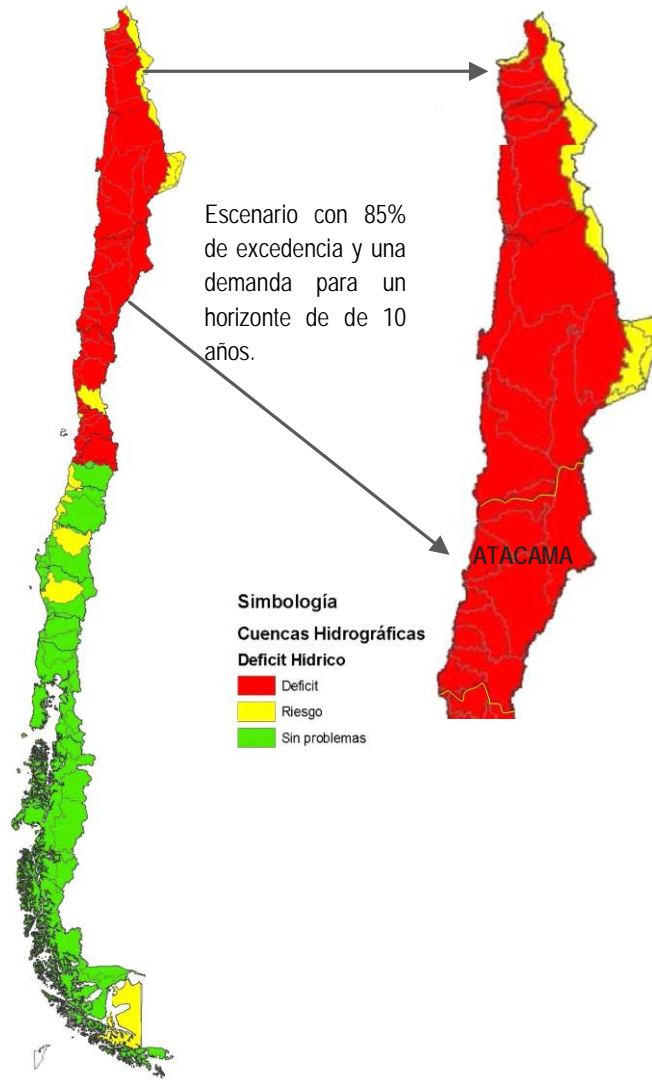 Escenario con 85%
de excedencia y una
demanda para un
horizonte de de 10
años.
ATACAMA
Simbología
Cuencas Hidrográficas
Deficit Hídrico
Deficit
Riesgo
Sin problemas